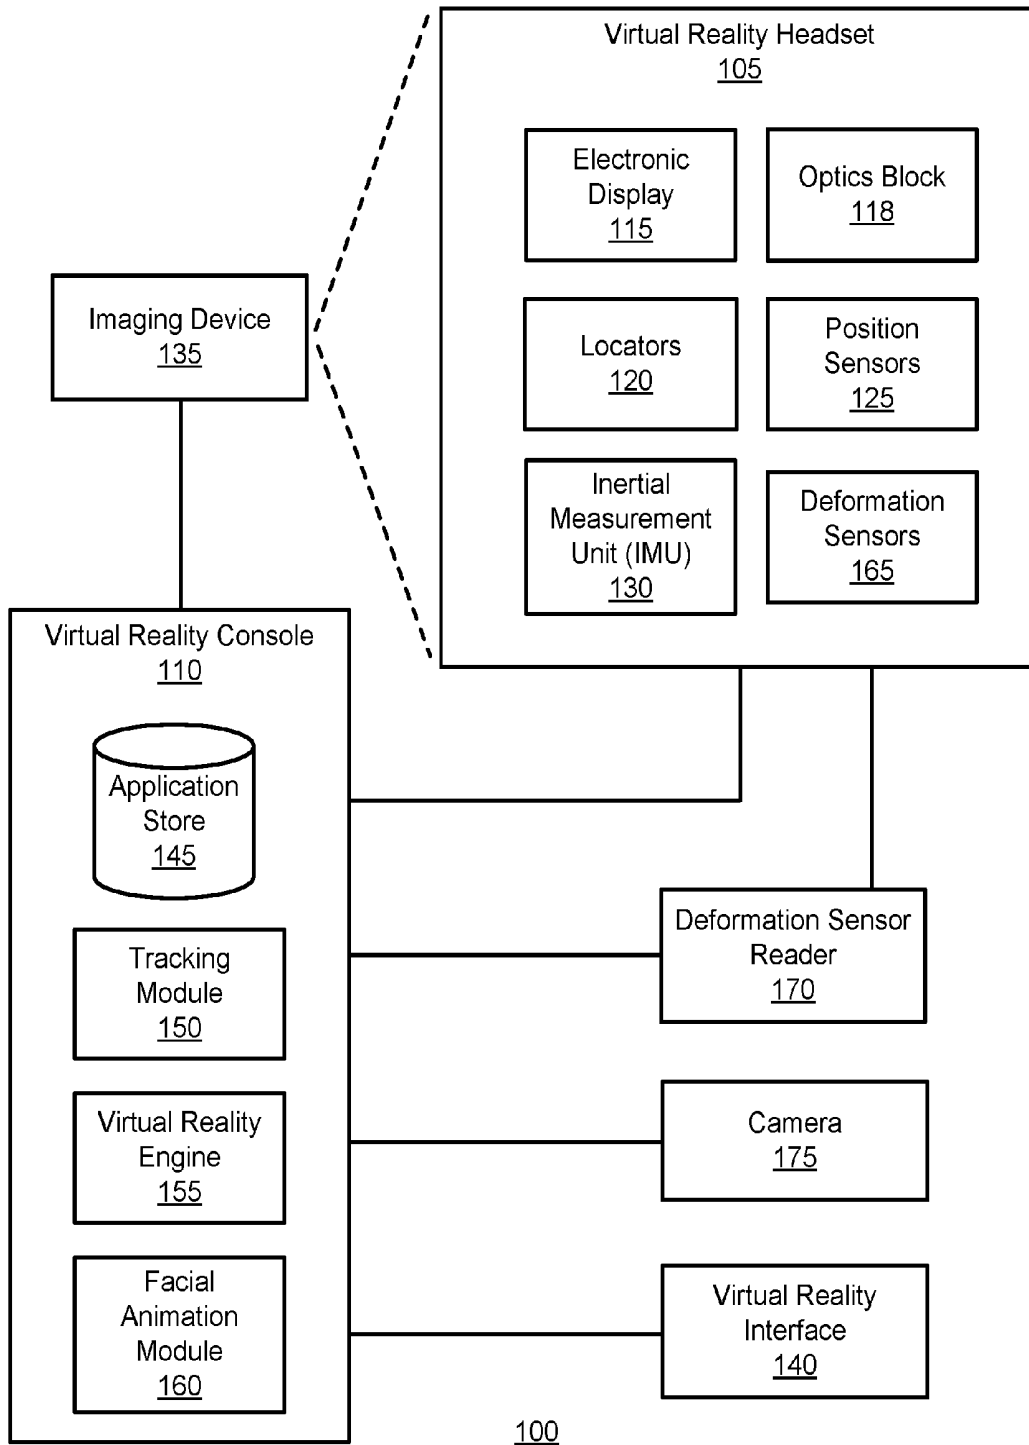 Virtual Reality Headset
105
Electronic
Display
115
Optics Block
118
Imaging Device
135
Locators
120
Position
Sensors
125
Inertial
Measurement
Unit (IMU)
130
Deformation
Sensors
165
Virtual Reality Console
110
Application
Store
145
Tracking
Module
150
Virtual Reality
Engine
155
Facial
Animation
Module
160
Deformation Sensor
Reader
170
Camera
175
Virtual Reality
Interface
140
100